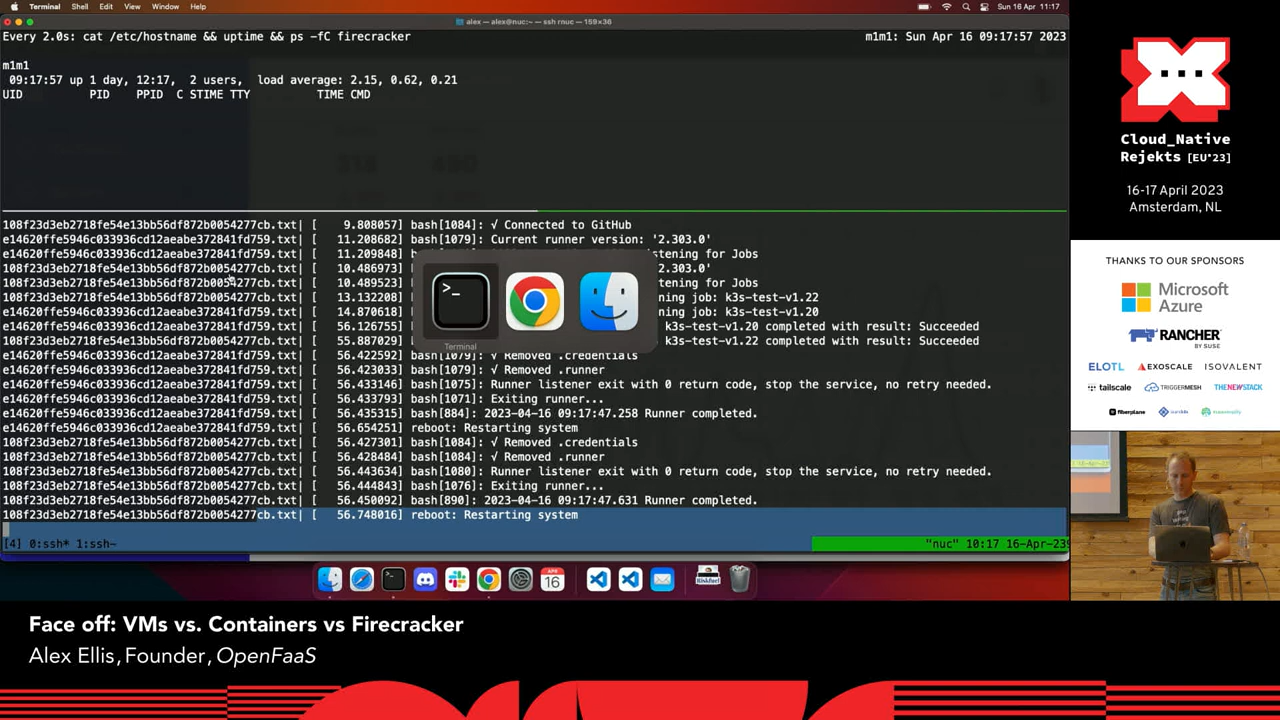 Terminal Shell Edit View Window Help
Sun 16 Apr 11:17
alex — alex@nuc:~ — ssh rnuc — 159×36
Every 2.0s: cat /etc/hostname && uptime && ps -fC firecracker
m1m1: Sun Apr 16 09:17:57 2023
m1m1
09:17:57 up 1 day, 12:17, 2 users, load average: 2.15, 0.62, 0.21
UID PID PPID C STIME TTY TIME CMD
108f23d3eb2718fe54e13bb56df872b0054277cb.txt| [ 9.808057] bash[1084]: √ Connected to GitHub
e14620ffe5946c033936cd12aeabe372841fd759.txt| [ 11.208682] bash[1079]: Current runner version: '2.303.0'
e14620ffe5946c033936cd12aeabe372841fd759.txt| [ 11.208848] bash[ tening for Jobs
108f23d3eb2718fe54e13bb56df872b0054277cb.txt| [ 10.486973] bash[ 2.303.0'
108f23d3eb2718fe54e13bb56df872b0054277cb.txt| [ 10.489523] bash[ tening for Jobs
108f23d3eb2718fe54e13bb56df872b0054277cb.txt| [ 13.132208] bash[ ning job: k3s-test-v1.22
e14620ffe5946c033936cd12aeabe372841fd759.txt| [ 14.870618] bash[ ning job: k3s-test-v1.20
e14620ffe5946c033936cd12aeabe372841fd759.txt| [ 56.126755] bash[ k3s-test-v1.20 completed with result: Succeeded
108f23d3eb2718fe54e13bb56df872b0054277cb.txt| [ 55.887029] bash[ k3s-test-v1.22 completed with result: Succeeded
e14620ffe5946c033936cd12aeabe372841fd759.txt| [ 56.422592] bash[1079]: √ Removed .credentials
Terminal
e14620ffe5946c033936cd12aeabe372841fd759.txt| [ 56.423093] bash[1079]: √ Removed .runner
e14620ffe5946c033936cd12aeabe372841fd759.txt| [ 56.433146] bash[1075]: Runner listener exit with 0 return code, stop the service, no retry needed.
e14620ffe5946c033936cd12aeabe372841fd759.txt| [ 56.433916] bash[1071]: Exiting runner...
e14620ffe5946c033936cd12aeabe372841fd759.txt| [ 56.435315] bash[884]: 2023-04-16 09:17:47.258 Runner completed.
e14620ffe5946c033936cd12aeabe372841fd759.txt| [ 56.654251] reboot: Restarting system
108f23d3eb2718fe54e13bb56df872b0054277cb.txt| [ 56.427301] bash[1084]: √ Removed .credentials
108f23d3eb2718fe54e13bb56df872b0054277cb.txt| [ 56.428484] bash[1084]: √ Removed .runner
108f23d3eb2718fe54e13bb56df872b0054277cb.txt| [ bash[1080]: Runner listener exit with 0 return code, stop the service, no retry needed.
108f23d3eb2718fe54e13bb56df872b0054277cb.txt| [ bash[1076]: Exiting runner...
108f23d3eb2718fe54e13bb56df872b0054277cb.txt| [ 56.450092] bash[890]: 2023-04-16 09:17:47.631 Runner completed.
108f23d3eb2718fe54e13bb56df872b0054277cb.txt| [ 56.748016] reboot: Restarting system
[4] 0:ssh* 1:ssh-
"nuc" 10:17 16-Apr-23
Face off: VMs vs. Containers vs Firecracker
Alex Ellis, Founder, OpenFaaS
Cloud_Native
Rejekts [EU'23]
16-17 April 2023
Amsterdam, NL
THANKS TO OUR SPONSORS
Microsoft
Azure
RANCHER
BY SUSE
ELOTL EXOSCALE ISOVALENT
tailscale TRIGGERMESH THENEWSTACK
fiberplane